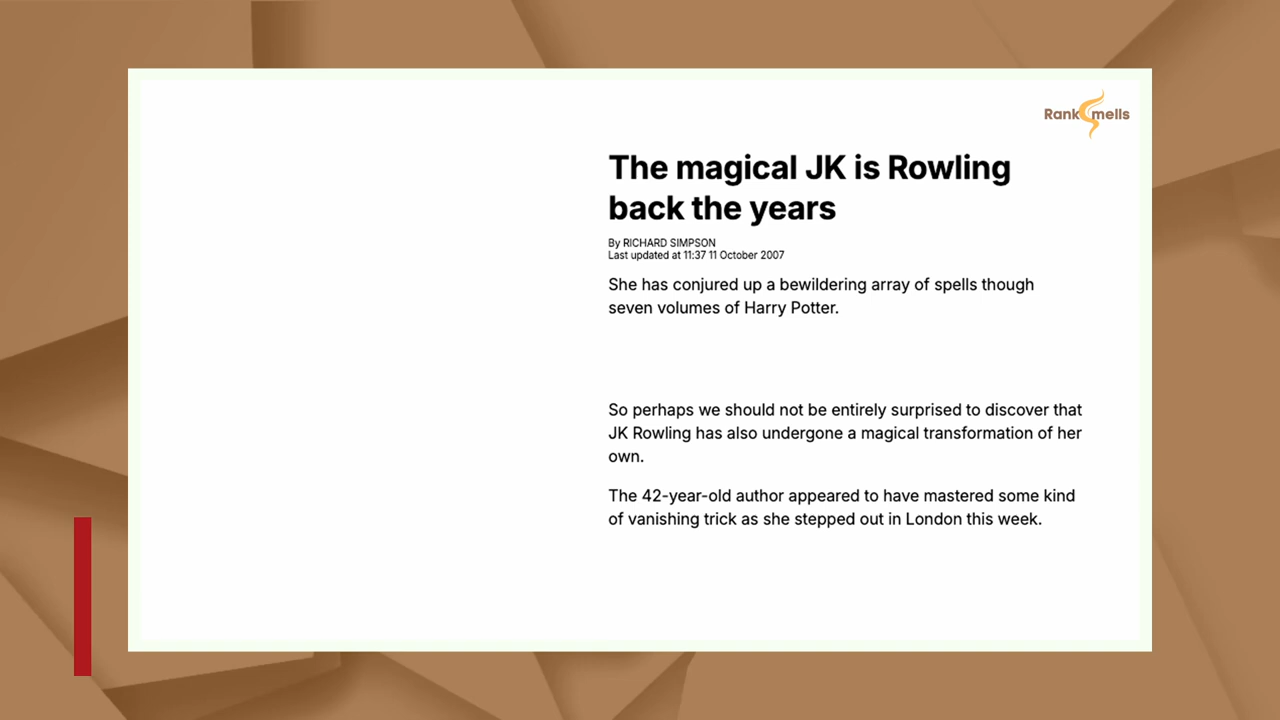 RankSmells
The magical JK is Rowling
back the years
By RICHARD SIMPSON
Last updated at 11:37 11 October 2007
She has conjured up a bewildering array of spells though
seven volumes of Harry Potter.
So perhaps we should not be entirely surprised to discover that
JK Rowling has also undergone a magical transformation of her
own.
The 42-year-old author appeared to have mastered some kind
of vanishing trick as she stepped out in London this week.